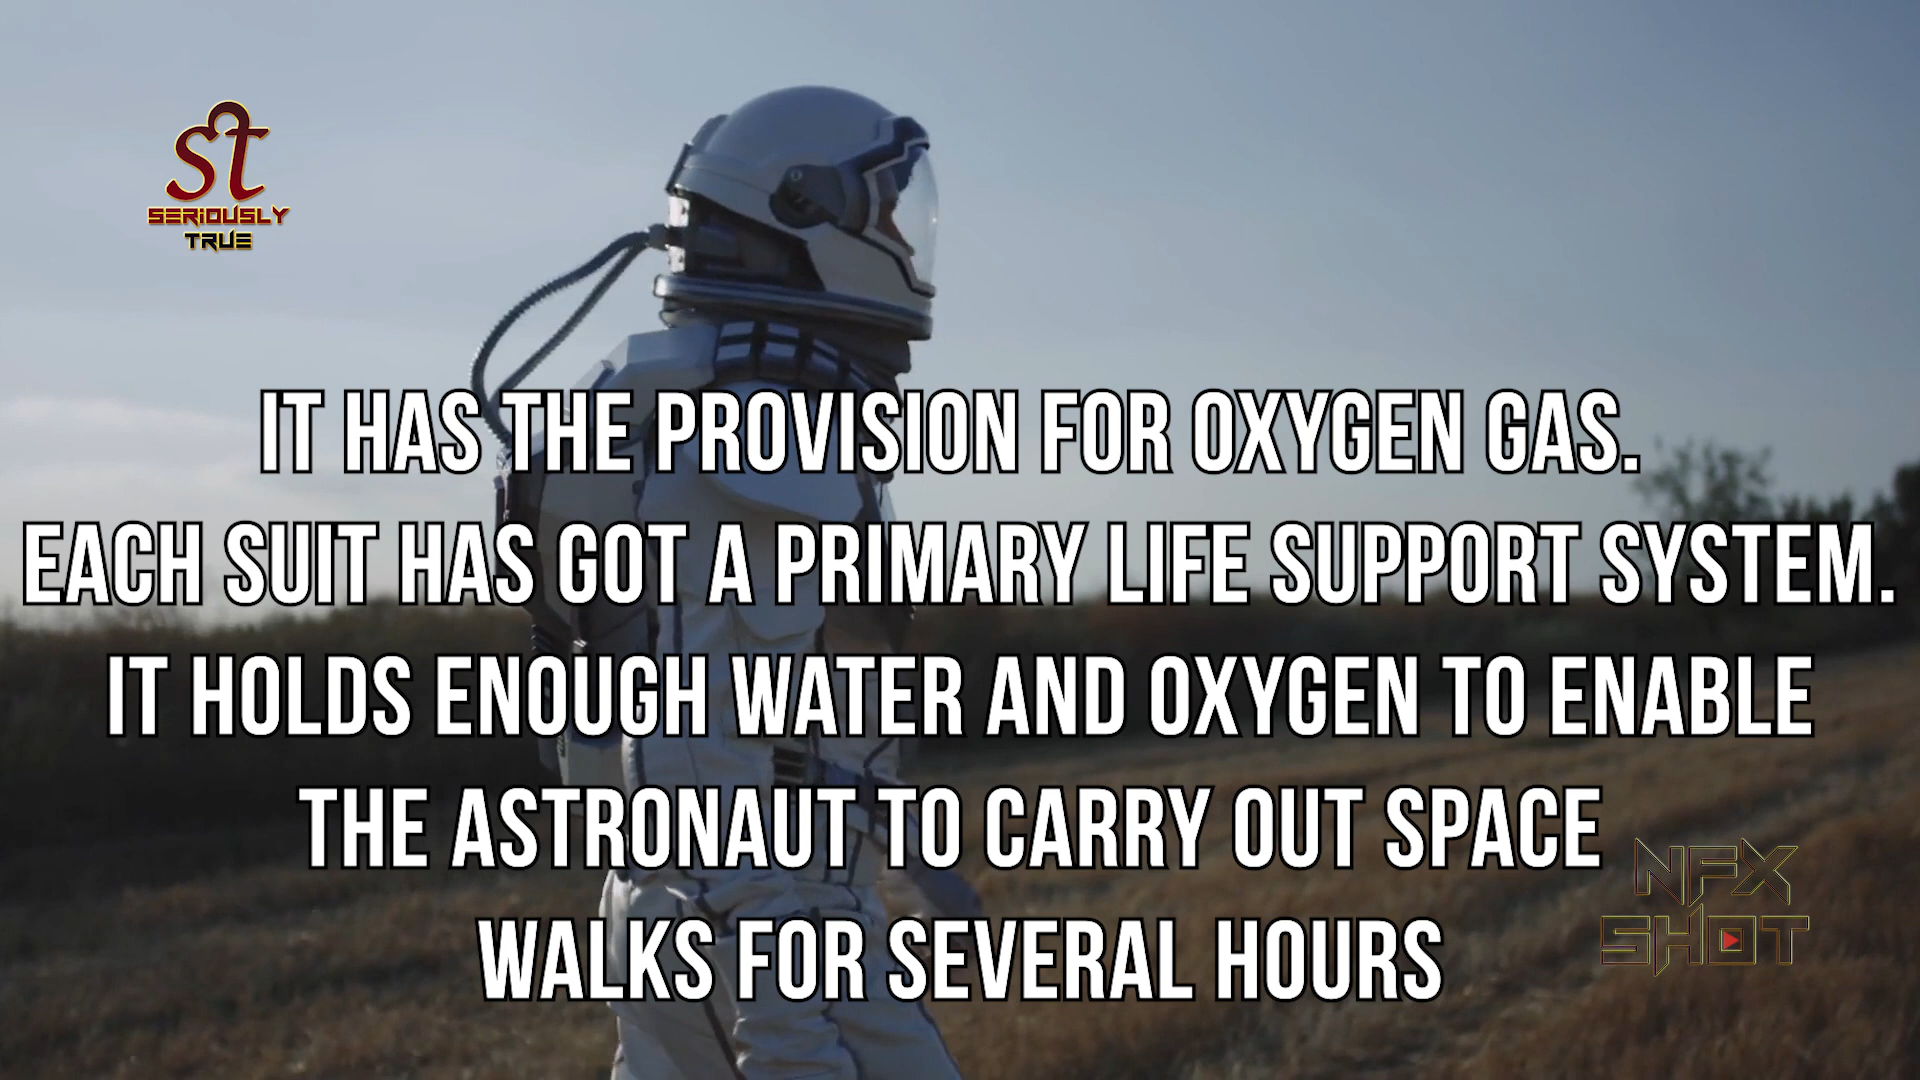 st
SERIOUSLY
TRUE
IT HAS THE PROVISION FOR OXYGEN GAS.
EACH SUIT HAS GOT A PRIMARY LIFE SUPPORT SYSTEM.
IT HOLDS ENOUGH WATER AND OXYGEN TO ENABLE
THE ASTRONAUT TO CARRY OUT SPACE
WALKS FOR SEVERAL HOURS
NFX
SHOT